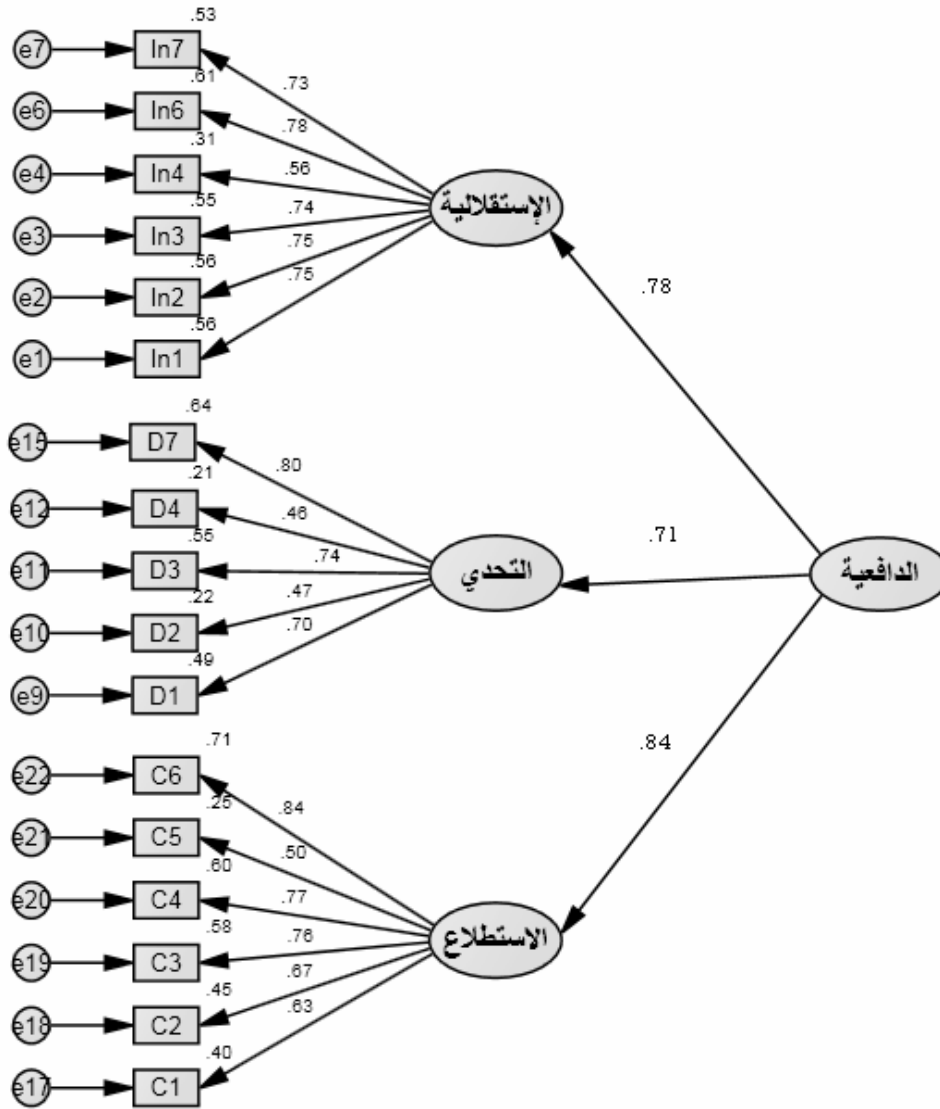 .53
e7 In7 .73
.61
e6 In6 .78
.31
e4 In4 .56
الإستقلالية
.55
e3 In3 .74
.56
e2 In2 .75
.56
e1 In1 .75
.78
.64
e15 D7 .80
.21
e12 D4 .46
.55
e11 D3 .74
التحدي
.71
الدافعية
.22
e10 D2 .47
.49
e9 D1 .70
.84
.71
e22 C6 .84
.25
e21 C5 .50
.60
e20 C4 .77
الاستطلاع
.58
e19 C3 .76
.45
e18 C2 .67
.40
e17 C1 .63